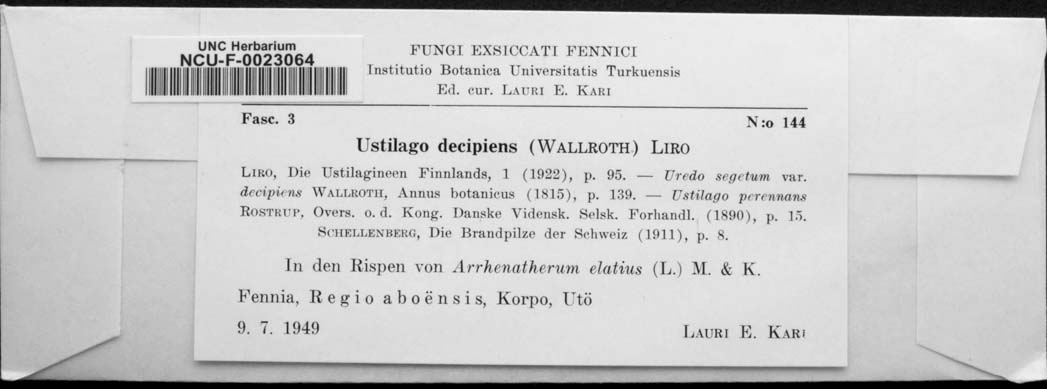 UNC Herbarium
NCU-F-0023064
FUNGI EXSICCATI FENNICI
Institutio Botanica Universitatis Turkuensis
Ed. cur. LAURI E. KARI
Fasc. 3 N:o 144
Ustilago decipiens (WALLROTH) LIRO
LIRO, Die Ustilagineen Finnlands, 1 (1922), p. 95. — Uredo segetum var.
decipiens WALLROTH, Annus botanicus (1815), p. 139. — Ustilago perennans
ROSTRUP, Overs. o. d. Kong. Danske Vidensk. Selsk. Forhandl. (1890), p. 15.
SCHELLENBERG, Die Brandpilze der Schweiz (1911), p. 8.
In den Rispen von Arrhenatherum elatius (L.) M. & K.
Fennia, Regio aboënsis, Korpo, Utö
9. 7. 1949 LAURI E. KARI